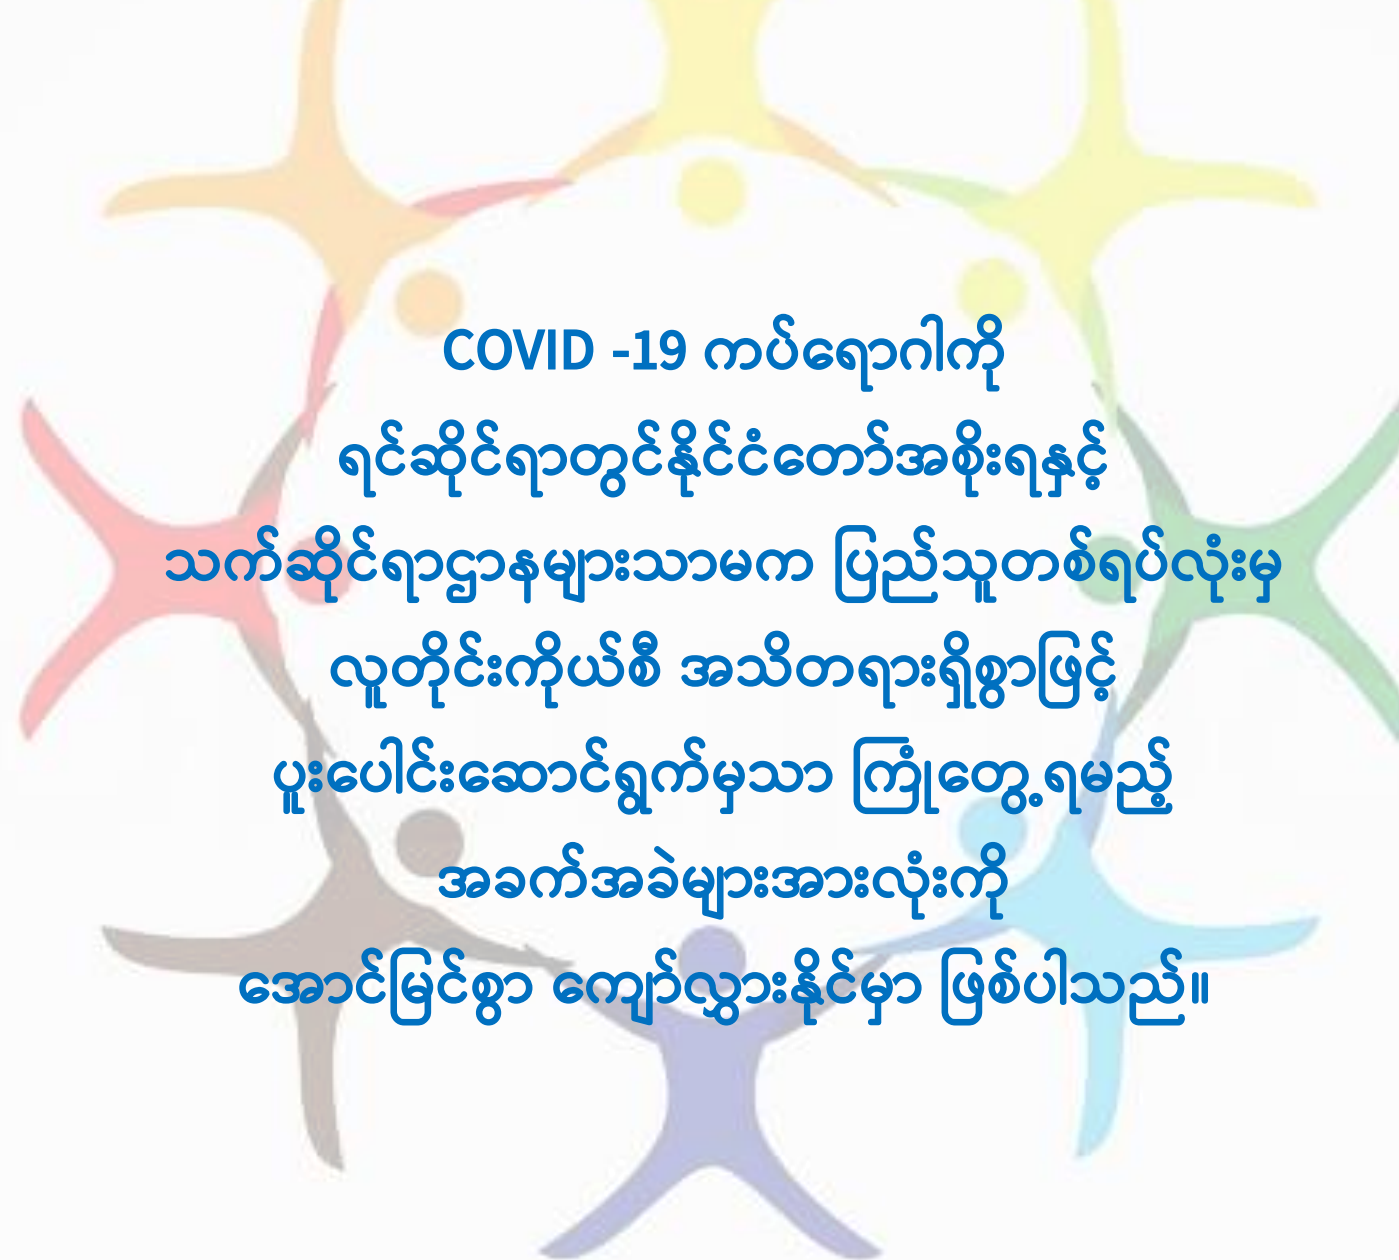 COVID -19 ကပ်ရောဂါကို
ရင်ဆိုင်ရာတွင်နိုင်ငံတော်အစိုးရနှင့်
သက်ဆိုင်ရာဌာနများသာမက ပြည်သူတစ်ရပ်လုံးမှ
လူတိုင်းကိုယ်စီ အသိတရားရှိစွာဖြင့်
ပူးပေါင်းဆောင်ရွက်မှသာ ကြုံတွေ့ရမည့်
အခက်အခဲများအားလုံးကို
အောင်မြင်စွာ ကျော်လွှားနိုင်မှာ ဖြစ်ပါသည်။